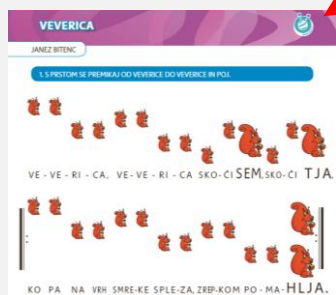 VEVERICA
JANEZ BITENC
1. S PRSTOM SE PREMIKAJ OD VEVERICE DO VEVERICE IN POJ.
VE - VE - RI - CA, VE- VE - RI - CA SKO-ČI SEM, SKO- ČI TJA.
KO PA NA VRH SMRE-KE SPLE-ZA, Z REP-KOM PO - MA-HLJA.